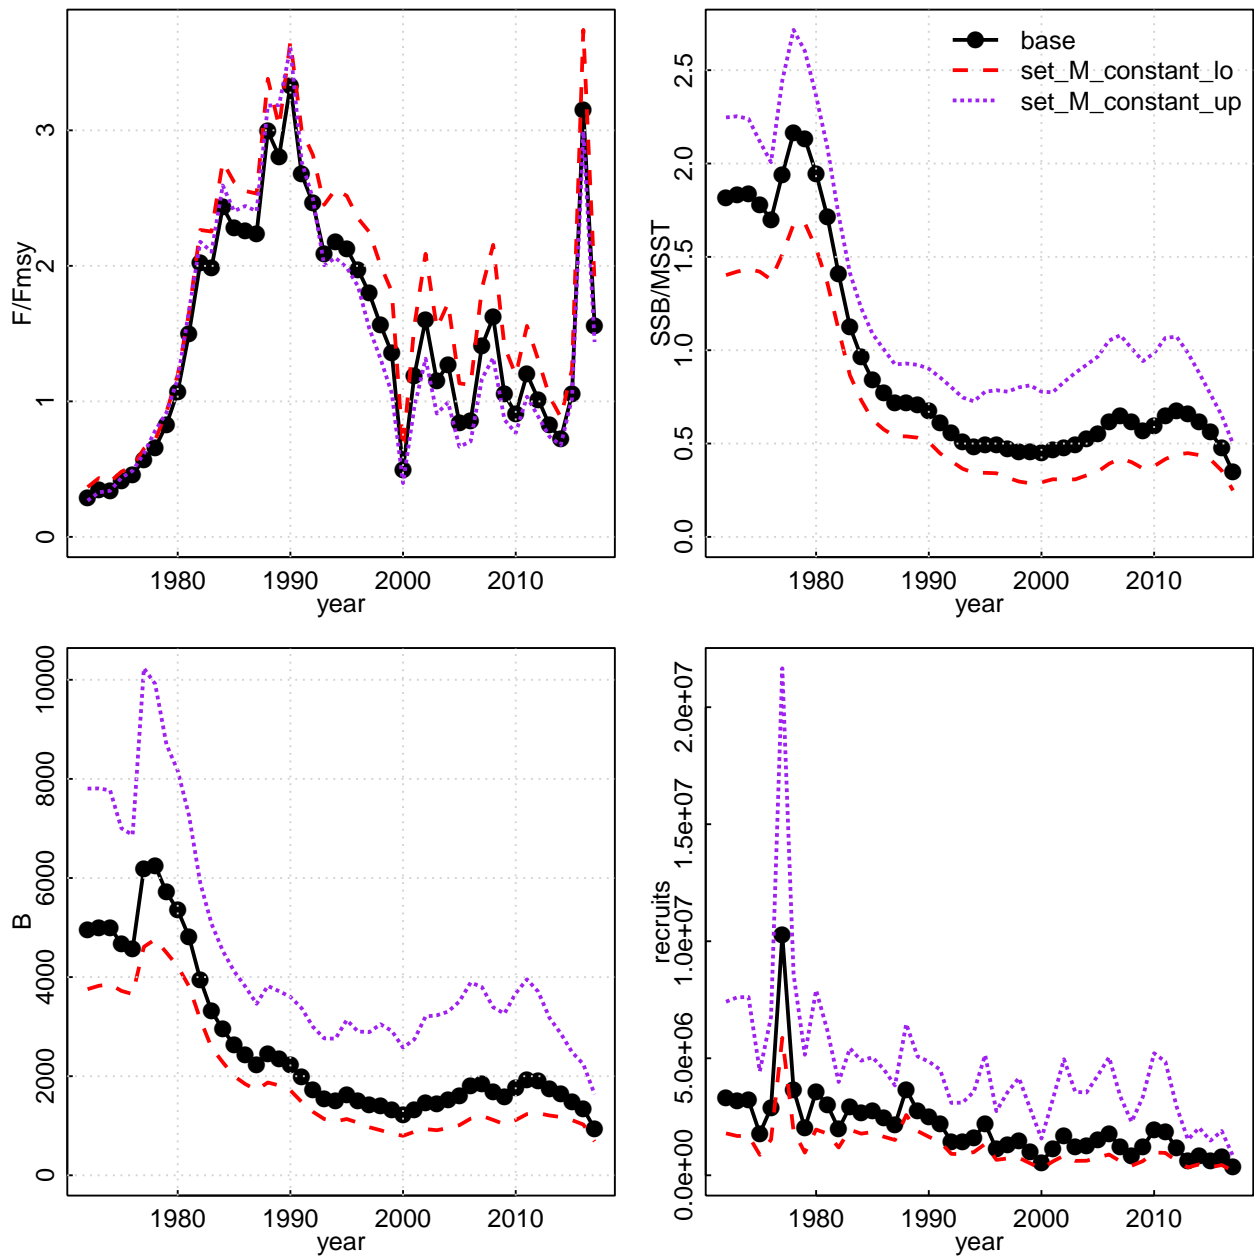 F/Fmsy
0
1
2
3
1980
1990
2000
2010
year
SSB/MSST
0.0
0.5
1.0
1.5
2.0
2.5
base
set_M_constant_lo
set_M_constant_up
1980
1990
2000
2010
year
B
0
2000
4000
6000
8000
10000
1980
1990
2000
2010
year
recruits
0.0e+00
5.0e+06
1.0e+07
1.5e+07
2.0e+07
1980
1990
2000
2010
year